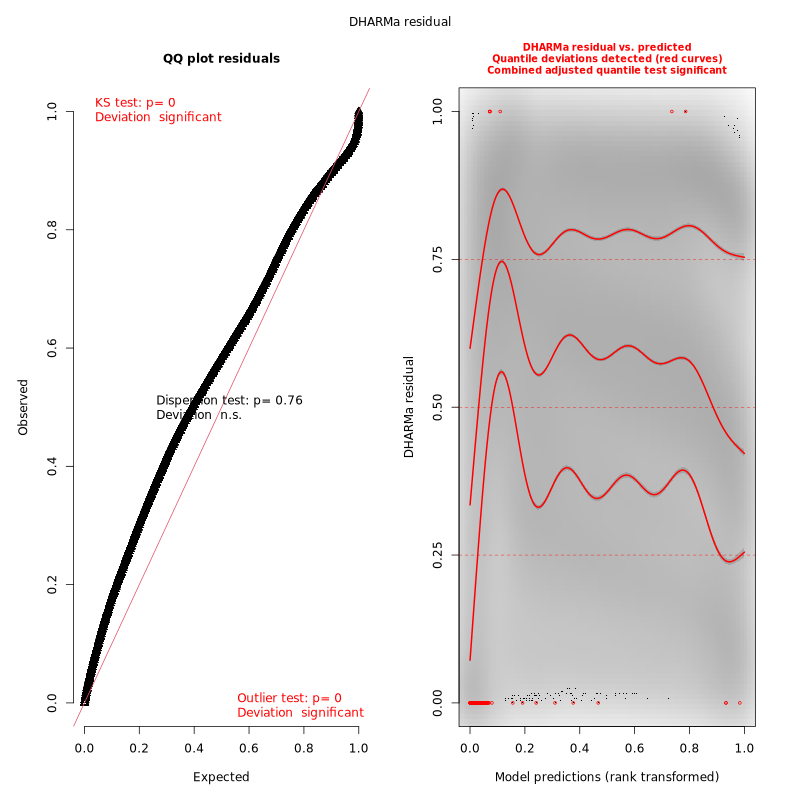 DHARMa residual
QQ plot residuals
KS test: p= 0
Deviation significant
Dispersion test: p= 0.76
Deviation n.s.
Outlier test: p= 0
Deviation significant
Observed
0.0
0.2
0.4
0.6
0.8
1.0
0.0 0.2 0.4 0.6 0.8 1.0
Expected
DHARMa residual vs. predicted
Quantile deviations detected (red curves)
Combined adjusted quantile test significant
DHARMa residual
0.00
0.25
0.50
0.75
1.00
0.0 0.2 0.4 0.6 0.8 1.0
Model predictions (rank transformed)